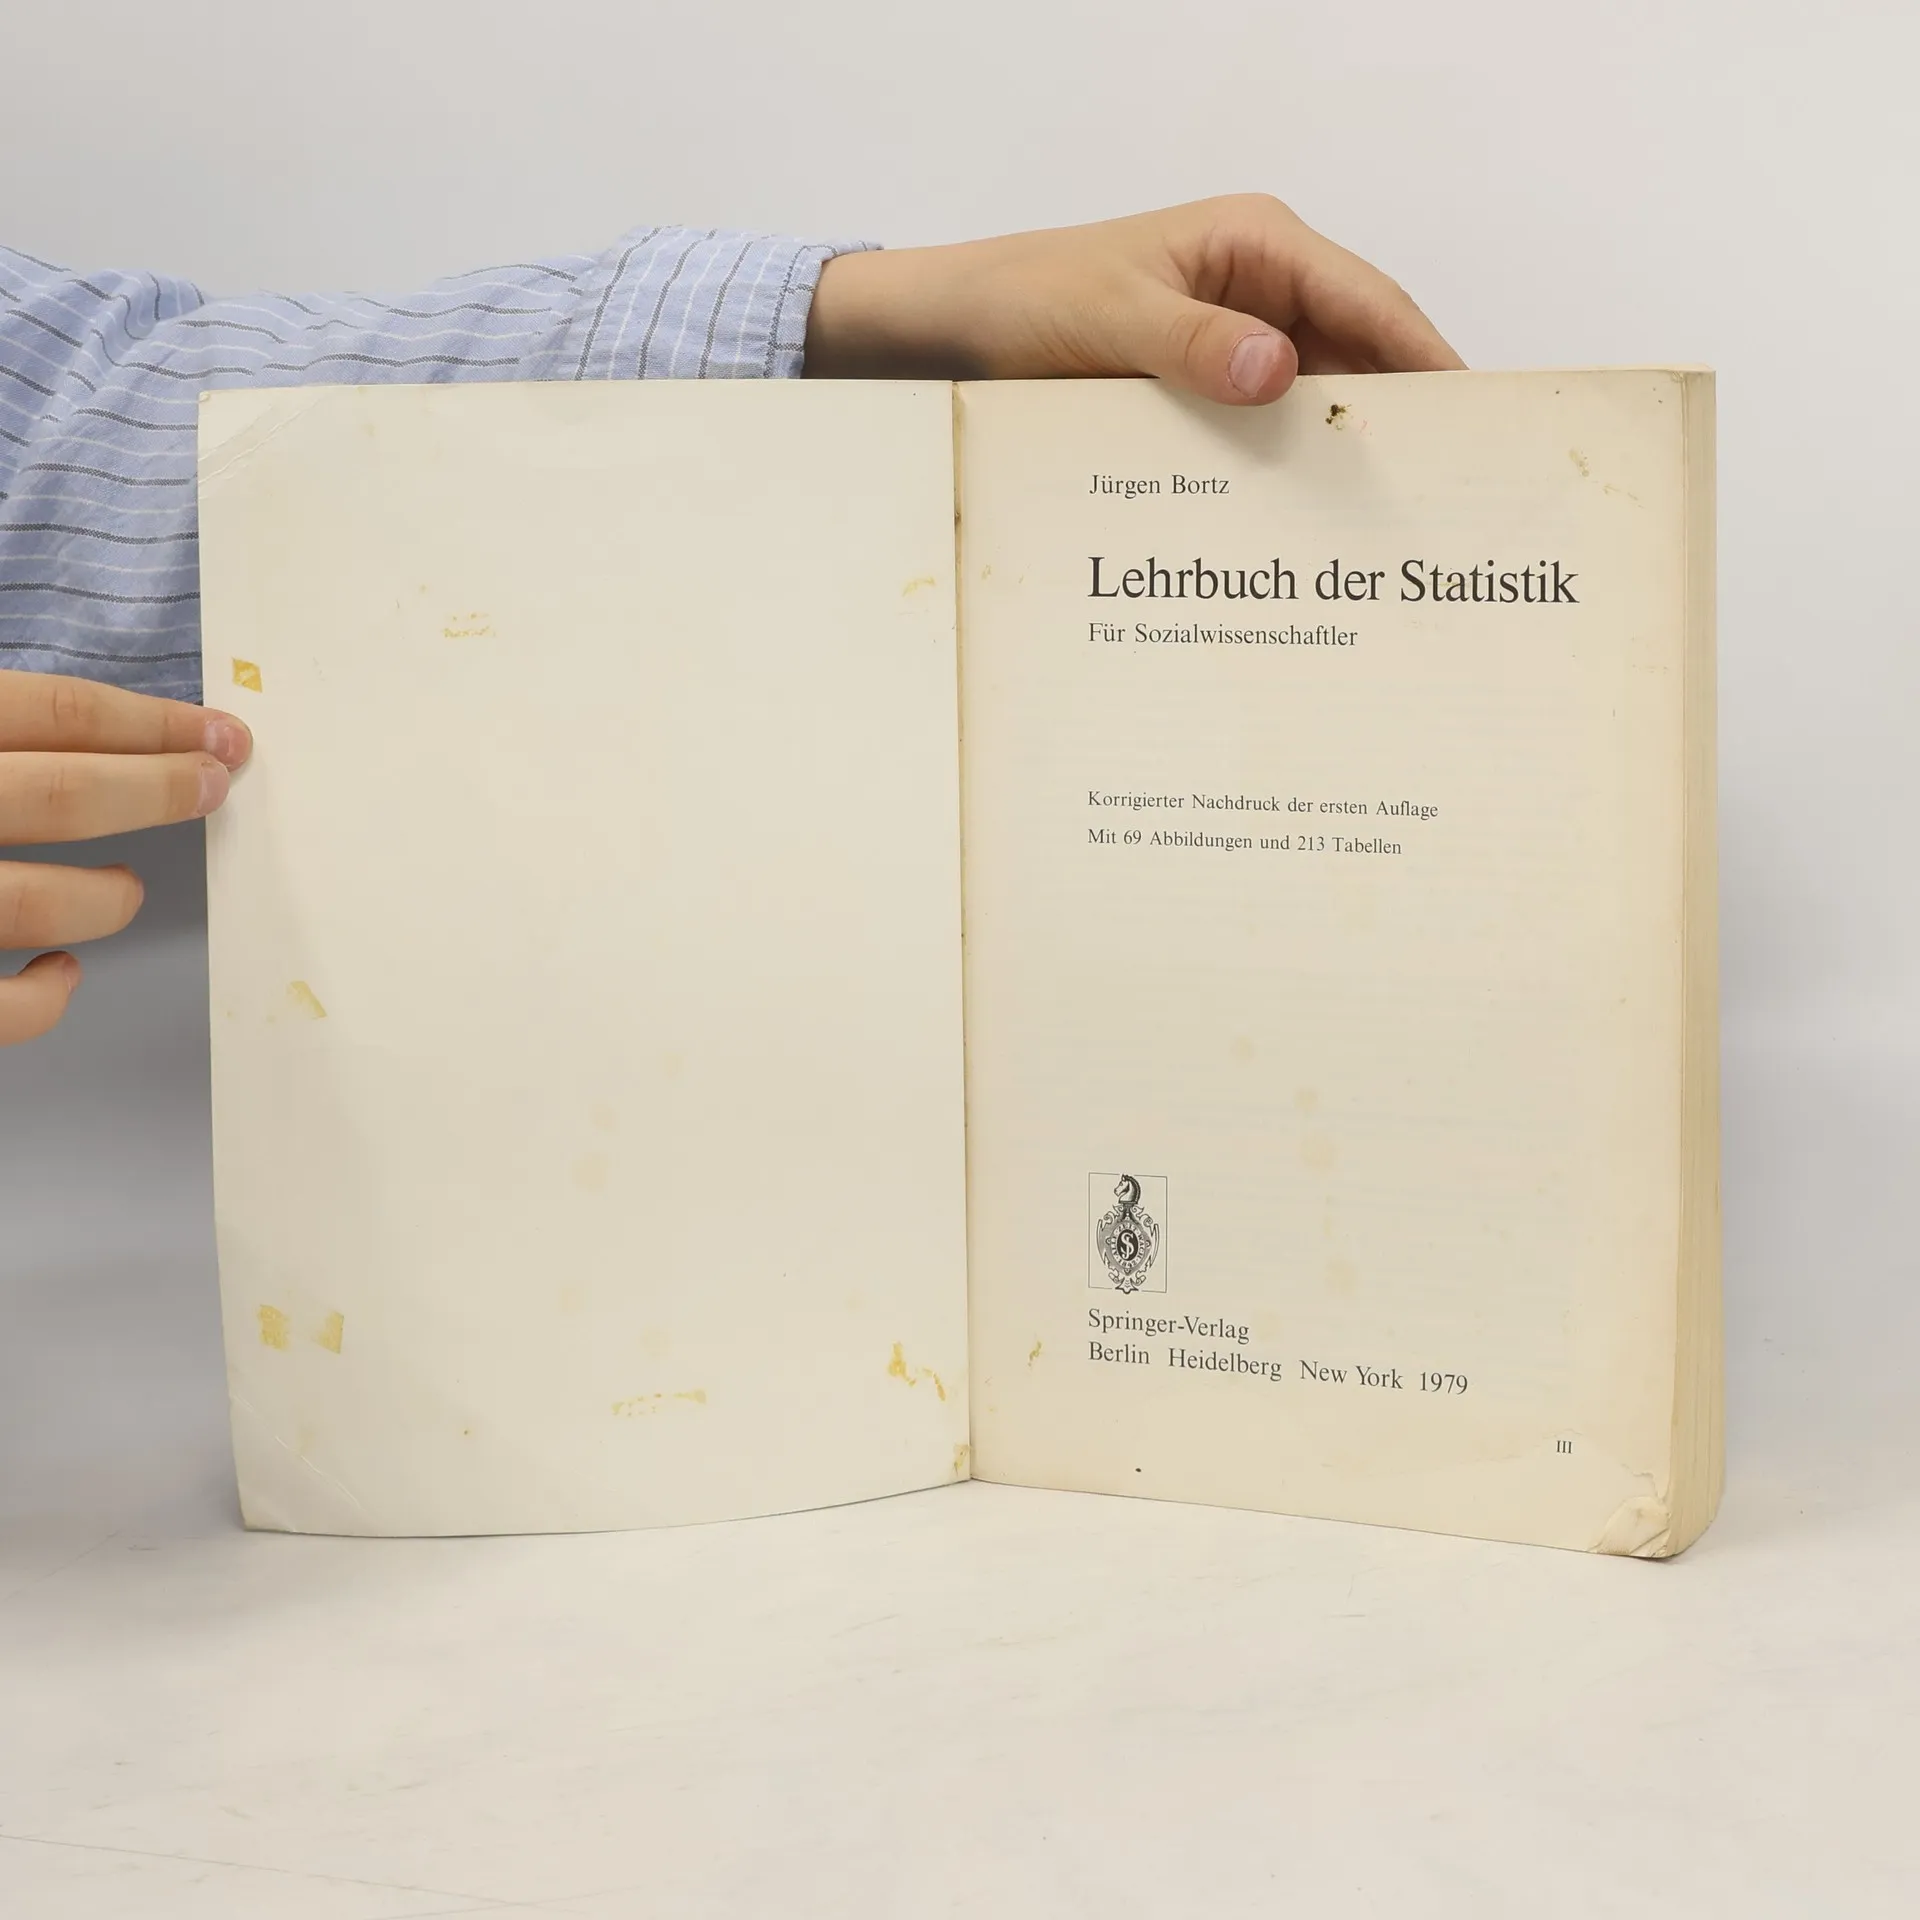 Jürgen Bortz
Lehrbuch der Statistik
Für Sozialwissenschaftler
Korrigierter Nachdruck der ersten Auflage
Mit 69 Abbildungen und 213 Tabellen
Springer-Verlag
Berlin Heidelberg New York 1979
III